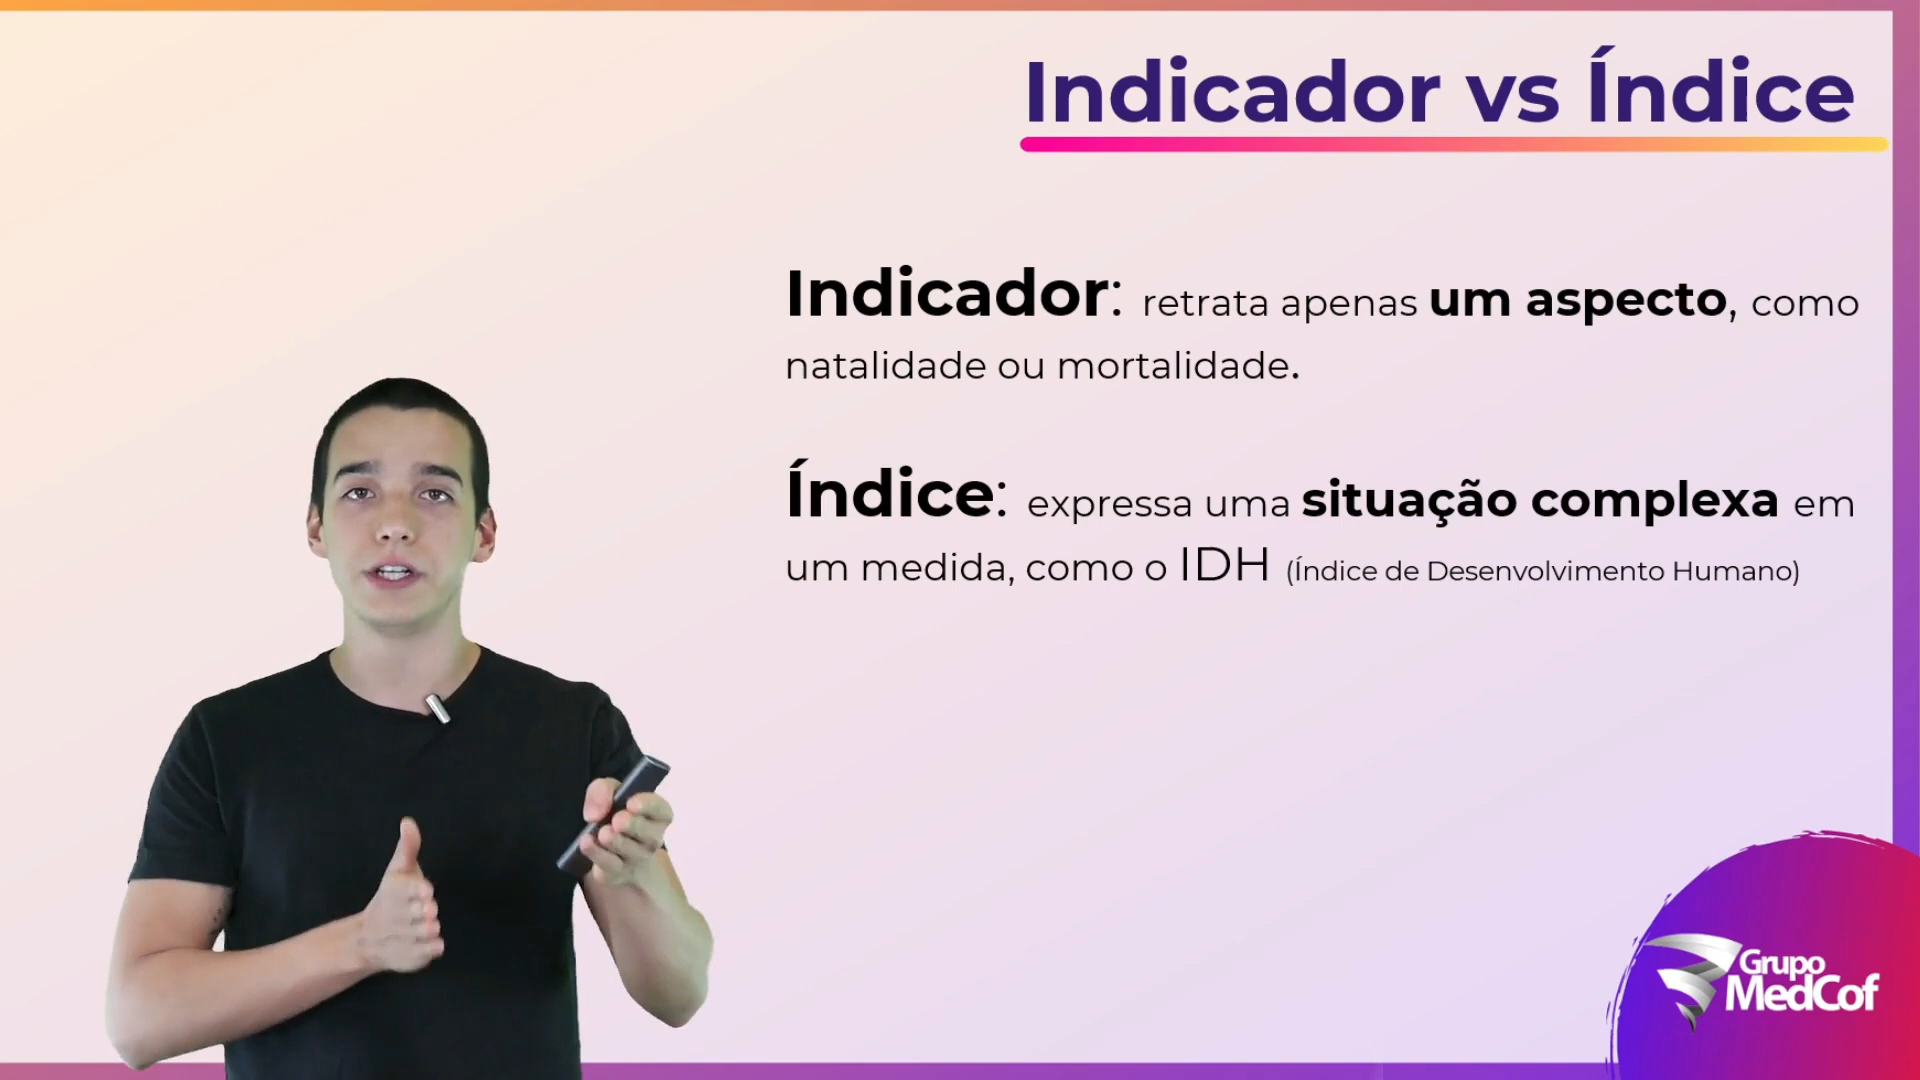 Indicador vs Índice
Indicador: retrata apenas um aspecto, como
natalidade ou mortalidade.
Índice: expressa uma situação complexa em
um medida, como o IDH (Índice de Desenvolvimento Humano)
Grupo
MedCof